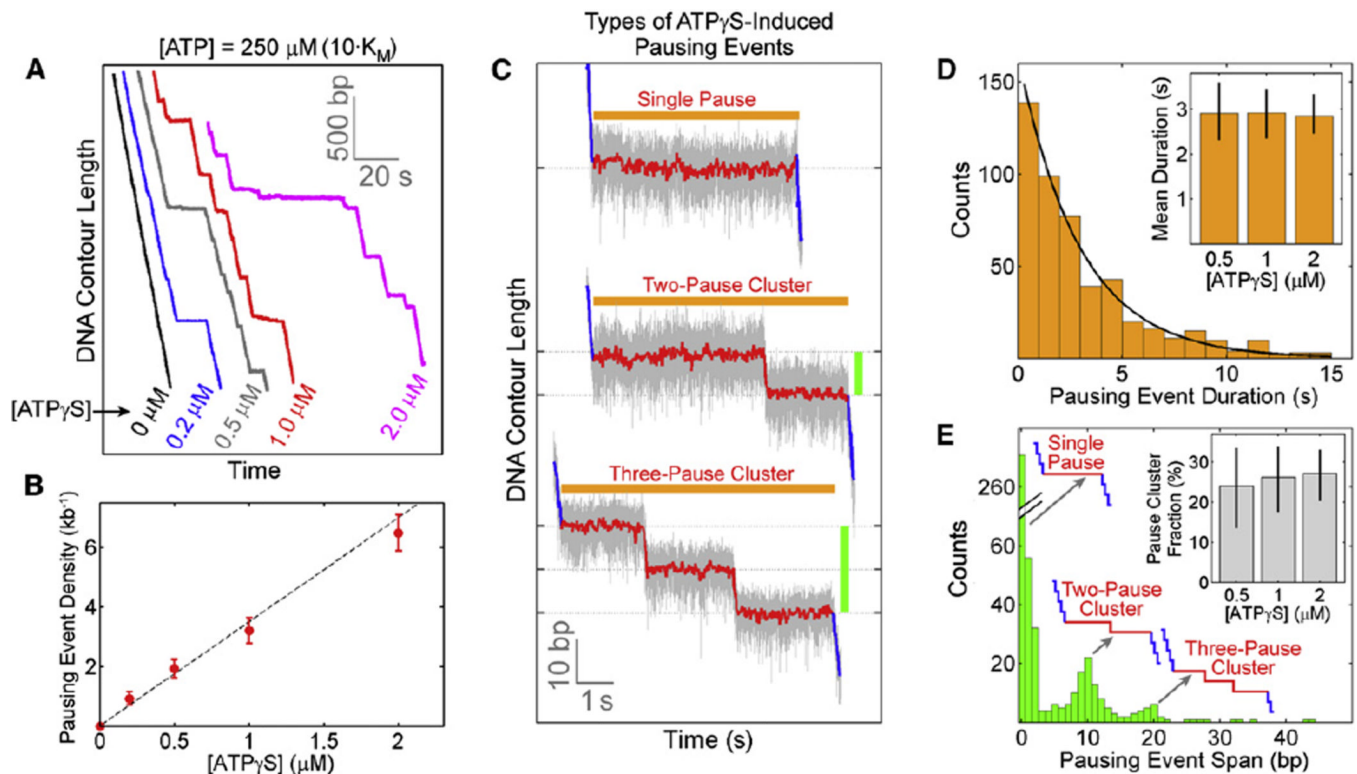 A
[ATP] = 250 μM (10·K_M)
DNA Contour Length
500 bp
20 s
[ATPγS]
0 μM
0.2 μM
0.5 μM
1.0 μM
2.0 μM
Time
B
Pausing Event Density (kb⁻¹)
6
4
2
0
0.5
1
1.5
2
[ATPγS] (μM)
C
Types of ATPγS-Induced
Pausing Events
Single Pause
Two-Pause Cluster
Three-Pause Cluster
DNA Contour Length
10 bp
1 s
Time (s)
D
Counts
150
100
50
0
5
10
15
Pausing Event Duration (s)
Mean Duration (s)
3
2
1
0.5
1
2
[ATPγS] (μM)
E
Counts
260
60
40
20
0
10
20
30
40
Pausing Event Span (bp)
Single
Pause
Two-Pause
Cluster
Three-Pause
Cluster
Pause Cluster
Fraction (%)
30
20
10
0
0.5
1
2
[ATPγS] (μM)